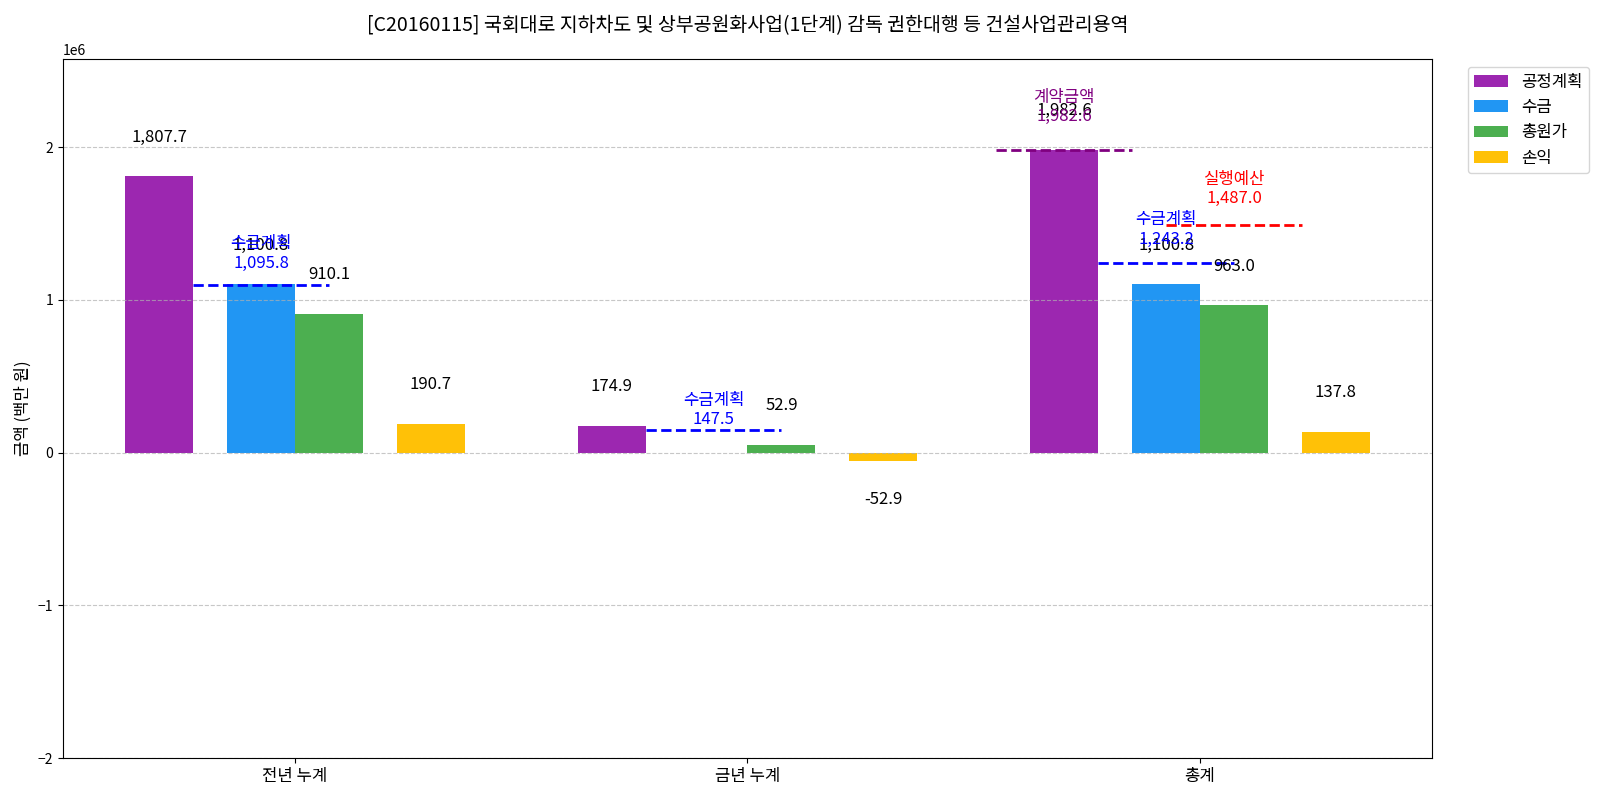 [C20160115] 국회대로 지하차도 및 상부공원화사업(1단계) 감독 권한대행 등 건설사업관리용역
1e6
공정계획
수금
총원가
손익
금액 (백만 원)
2
1
0
−1
−2
1,807.7
수금계획
1,100.8
1,095.8
910.1
190.7
174.9
수금계획
147.5
52.9
-52.9
계약금액
1,982.6
1,982.6
실행예산
1,487.0
수금계획
1,243.2
1,100.8
963.0
137.8
전년 누계
금년 누계
총계